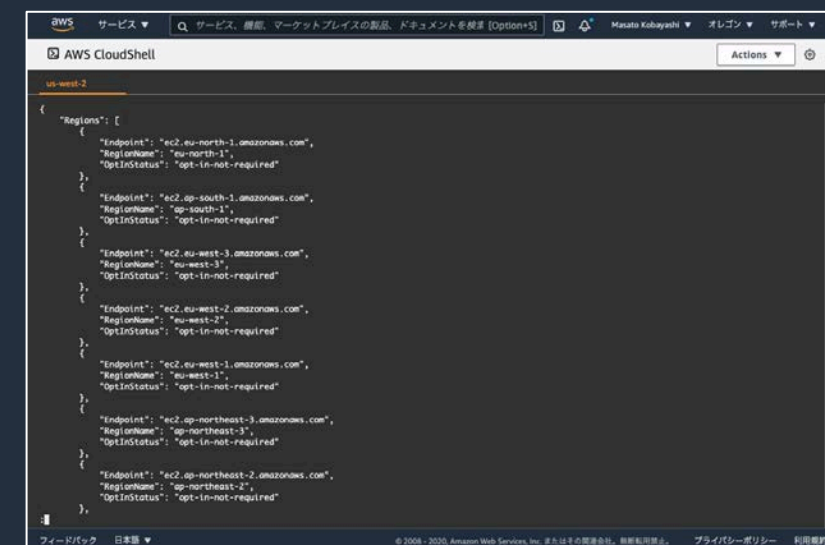 aws サービス ▼ サービス、機能、マーケットプレイスの製品、ドキュメントを検索 [Option+S] Masato Kobayashi ▼ オレゴン ▼ サポート ▼
AWS CloudShell Actions ▼
us-west-2
{
"Regions": [
{
"Endpoint": "ec2.eu-north-1.amazonaws.com",
"RegionName": "eu-north-1",
"OptInStatus": "opt-in-not-required"
},
{
"Endpoint": "ec2.ap-south-1.amazonaws.com",
"RegionName": "ap-south-1",
"OptInStatus": "opt-in-not-required"
},
{
"Endpoint": "ec2.eu-west-3.amazonaws.com",
"RegionName": "eu-west-3",
"OptInStatus": "opt-in-not-required"
},
{
"Endpoint": "ec2.eu-west-2.amazonaws.com",
"RegionName": "eu-west-2",
"OptInStatus": "opt-in-not-required"
},
{
"Endpoint": "ec2.eu-west-1.amazonaws.com",
"RegionName": "eu-west-1",
"OptInStatus": "opt-in-not-required"
},
{
"Endpoint": "ec2.ap-northeast-3.amazonaws.com",
"RegionName": "ap-northeast-3",
"OptInStatus": "opt-in-not-required"
},
{
"Endpoint": "ec2.ap-northeast-2.amazonaws.com",
"RegionName": "ap-northeast-2",
"OptInStatus": "opt-in-not-required"
},
:
フィードバック 日本語 ▼ © 2008 - 2020, Amazon Web Services, Inc. またはその関連会社。無断転用禁止。 プライバシーポリシー 利用規約